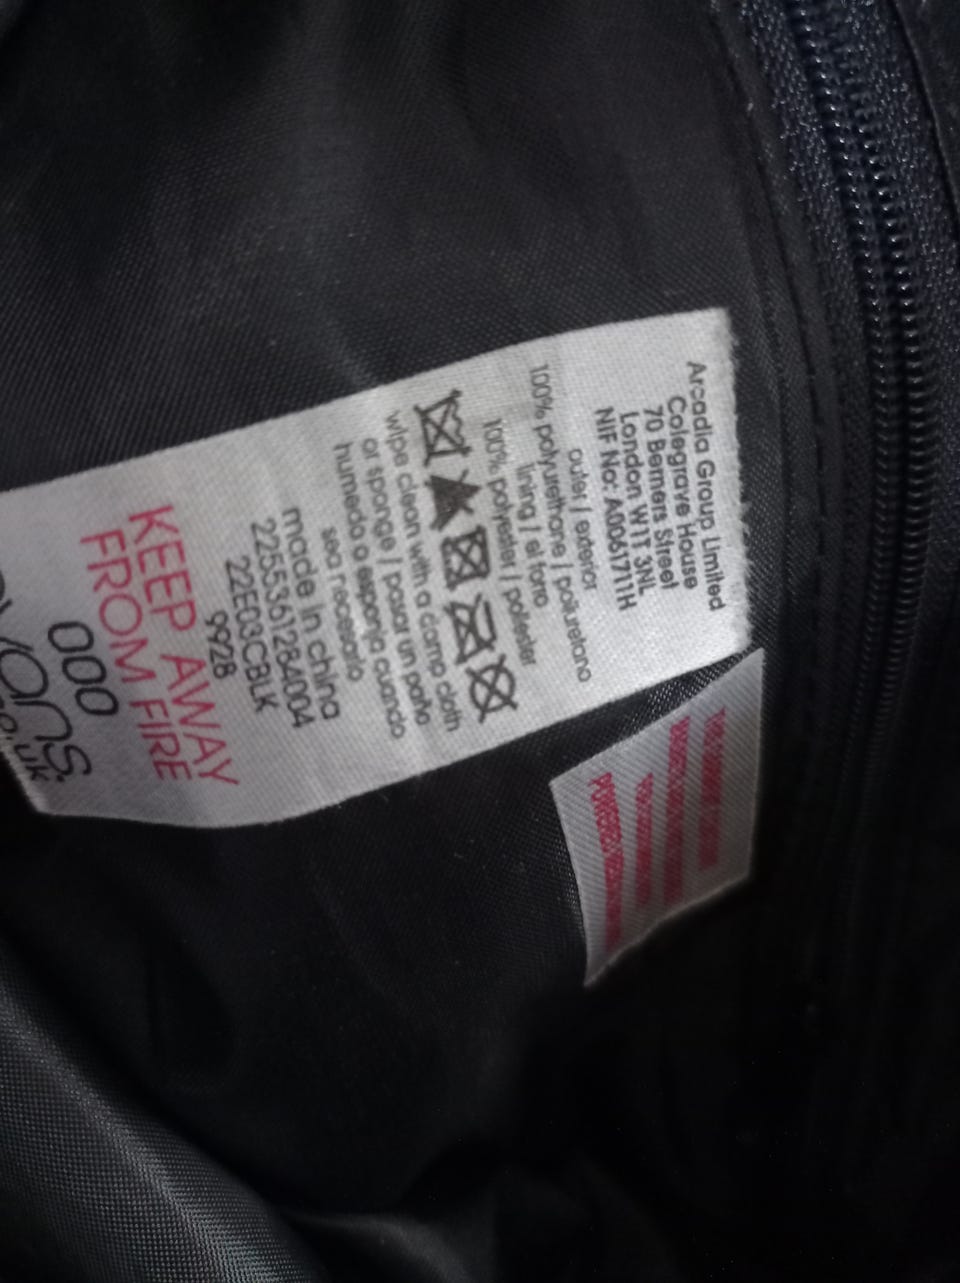 Arcadia Group Limited
Colegrave House
70 Berners Street
London W1T 3NL
NIF No: A0061711H
outer / exterior
100% polyurethane / poliuretano
lining / el forro
100% polyester / poliester
wipe clean with a damp cloth
or sponge / pasar un paño
humedo o esponja cuando
sea necesario
made in china
2255361284004
22E03CBLK
9928
KEEP AWAY
FROM FIRE
000